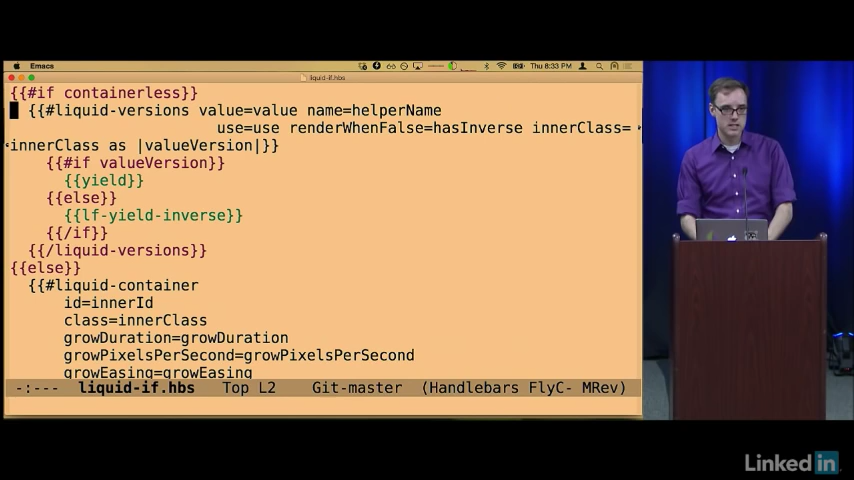 Emacs
Thu 8:33 PM
liquid-if.hbs
{{#if containerless}}
{{#liquid-versions value=value name=helperName
use=use renderWhenFalse=hasInverse innerClass=
innerClass as |valueVersion|}}
{{#if valueVersion}}
{{yield}}
{{else}}
{{lf-yield-inverse}}
{{/if}}
{{/liquid-versions}}
{{else}}
{{#liquid-container
id=innerId
class=innerClass
growDuration=growDuration
growPixelsPerSecond=growPixelsPerSecond
growEasing=growEasing
-:--- liquid-if.hbs Top L2 Git-master (Handlebars FlyC- MRev)
LinkedIn